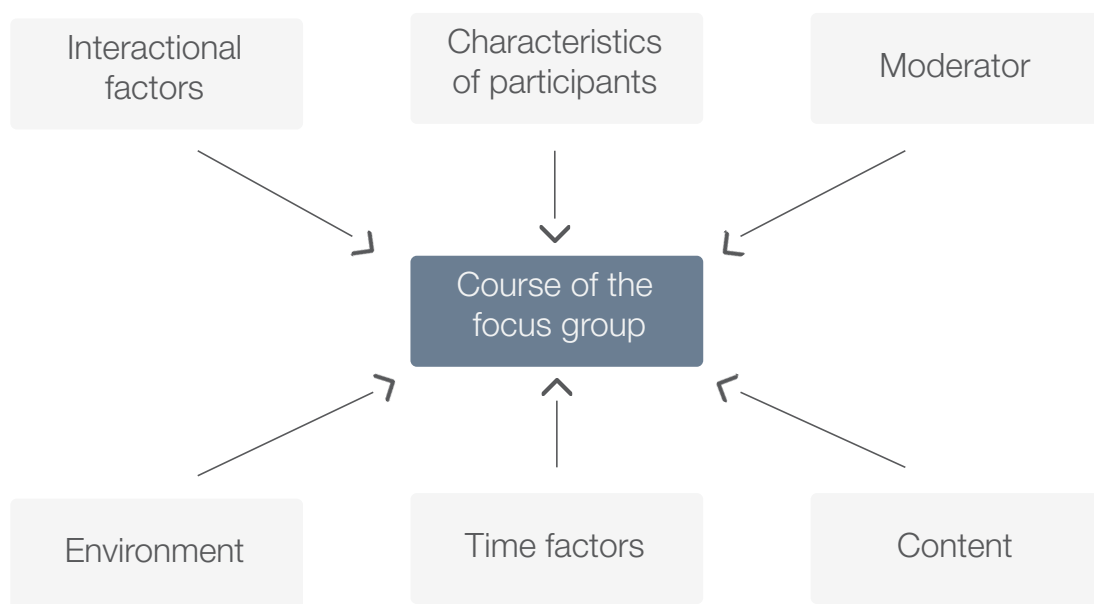 Interactional
factors
Characteristics
of participants
Moderator
Course of the
focus group
Environment
Time factors
Content